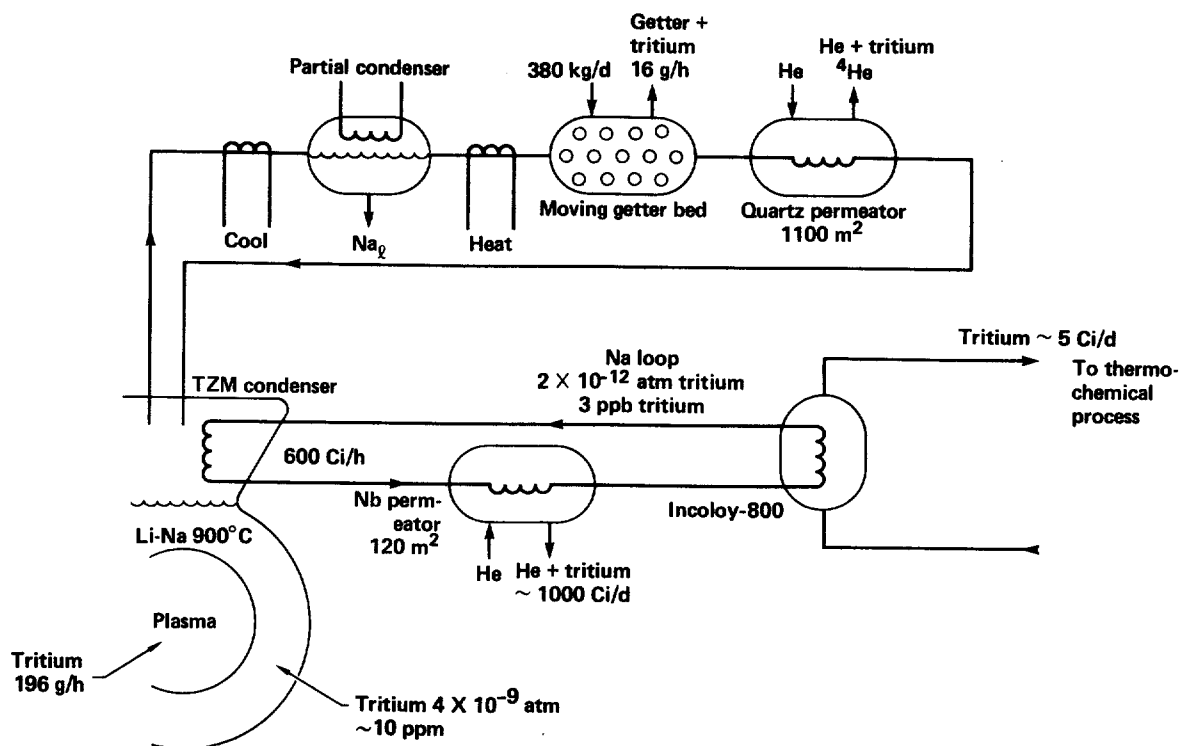 Partial condenser
380 kg/d
Getter +
tritium
16 g/h
He
He + tritium
⁴He
Cool
Naℓ
Heat
Moving getter bed
Quartz permeator
1100 m²
TZM condenser
Na loop
2 × 10⁻¹² atm tritium
3 ppb tritium
Tritium ~ 5 Ci/d
To thermo-
chemical
process
600 Ci/h
Nb perm-
eator
120 m²
He
He + tritium
~ 1000 Ci/d
Incoloy-800
Li-Na 900°C
Plasma
Tritium
196 g/h
Tritium 4 X 10⁻⁹ atm
~10 ppm